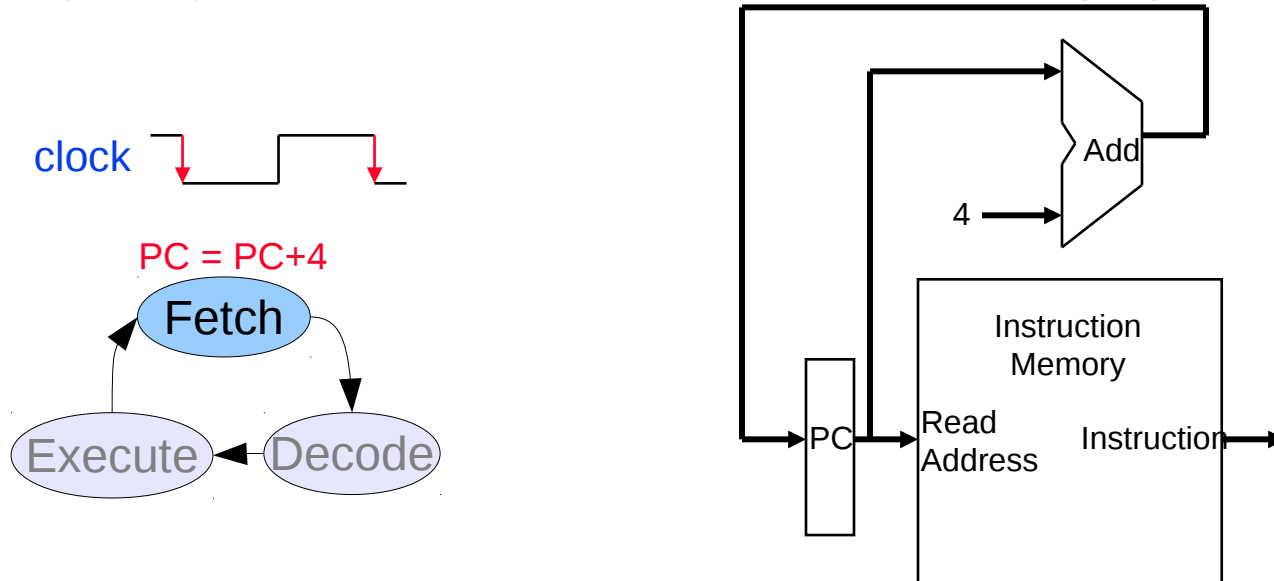 clock
PC = PC+4
Fetch
Execute
Decode
Add
4
Instruction
Memory
PC
Read
Address
Instruction